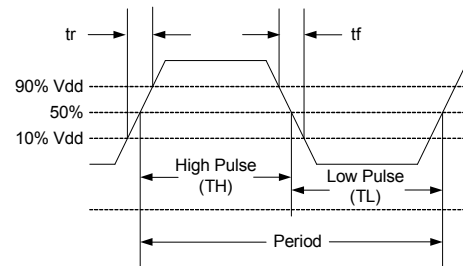 tr
tf
90% Vdd
50%
10% Vdd
High Pulse
(TH)
Low Pulse
(TL)
Period